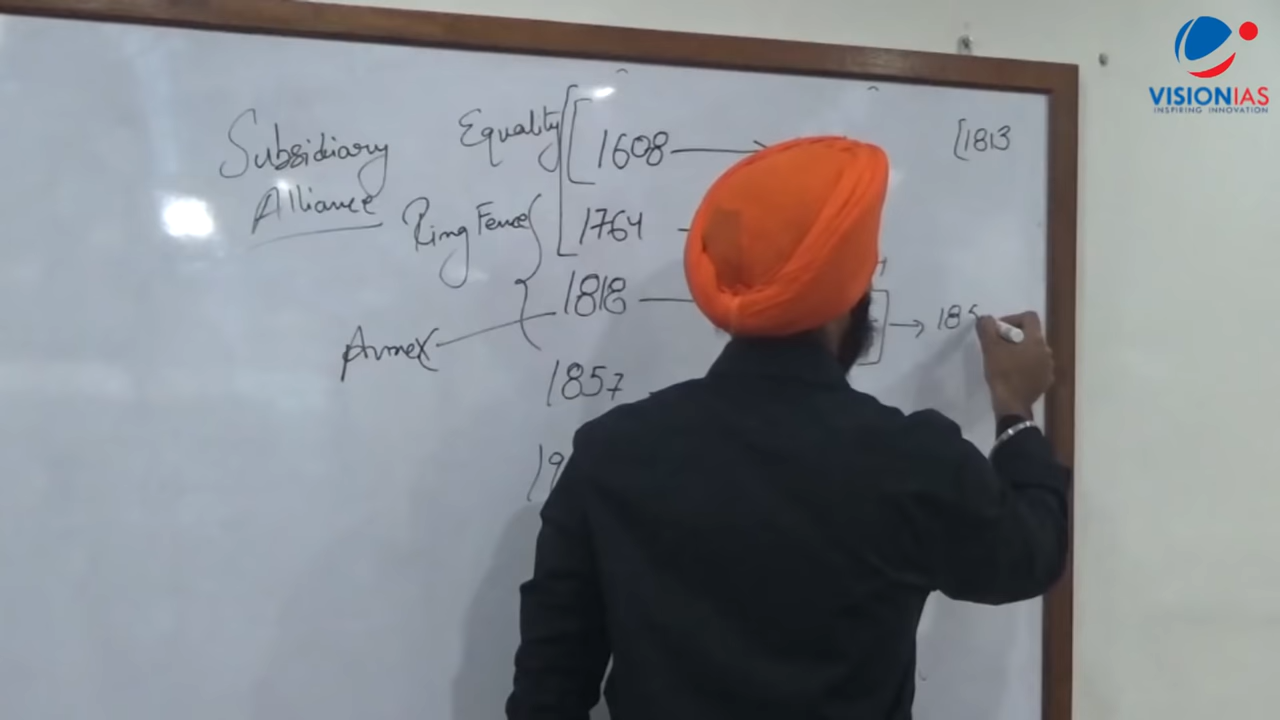 VISIONIAS
INSPIRING INNOVATION
Subsidiary
Alliance
Equality
1608
[1813
Ring Fence
1764
1818
Annex
1857